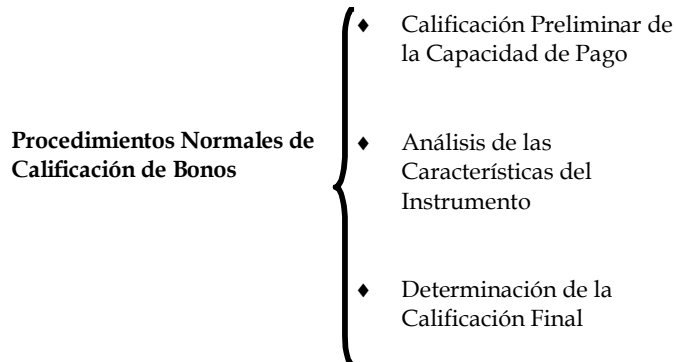 Procedimientos Normales de
Calificación de Bonos
♦ Calificación Preliminar de
la Capacidad de Pago
♦ Análisis de las
Características del
Instrumento
♦ Determinación de la
Calificación Final